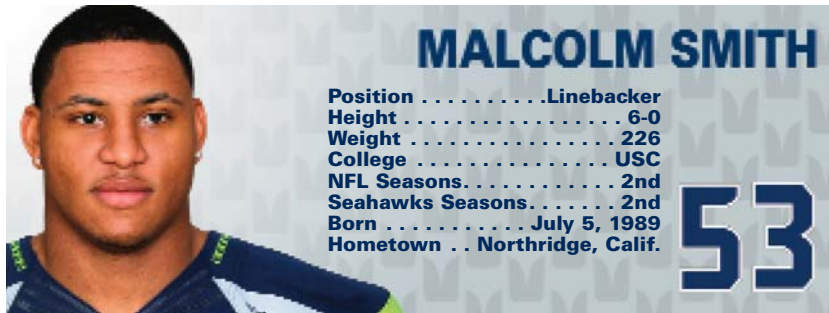 MALCOLM SMITH
Position . . . . . . . . . .Linebacker
Height . . . . . . . . . . . . . . . . . 6-0
Weight . . . . . . . . . . . . . . . . 226
College . . . . . . . . . . . . . . . USC
NFL Seasons. . . . . . . . . . . . 2nd
Seahawks Seasons. . . . . . . 2nd
Born . . . . . . . . . . . July 5, 1989
Hometown . . Northridge, Calif.
53